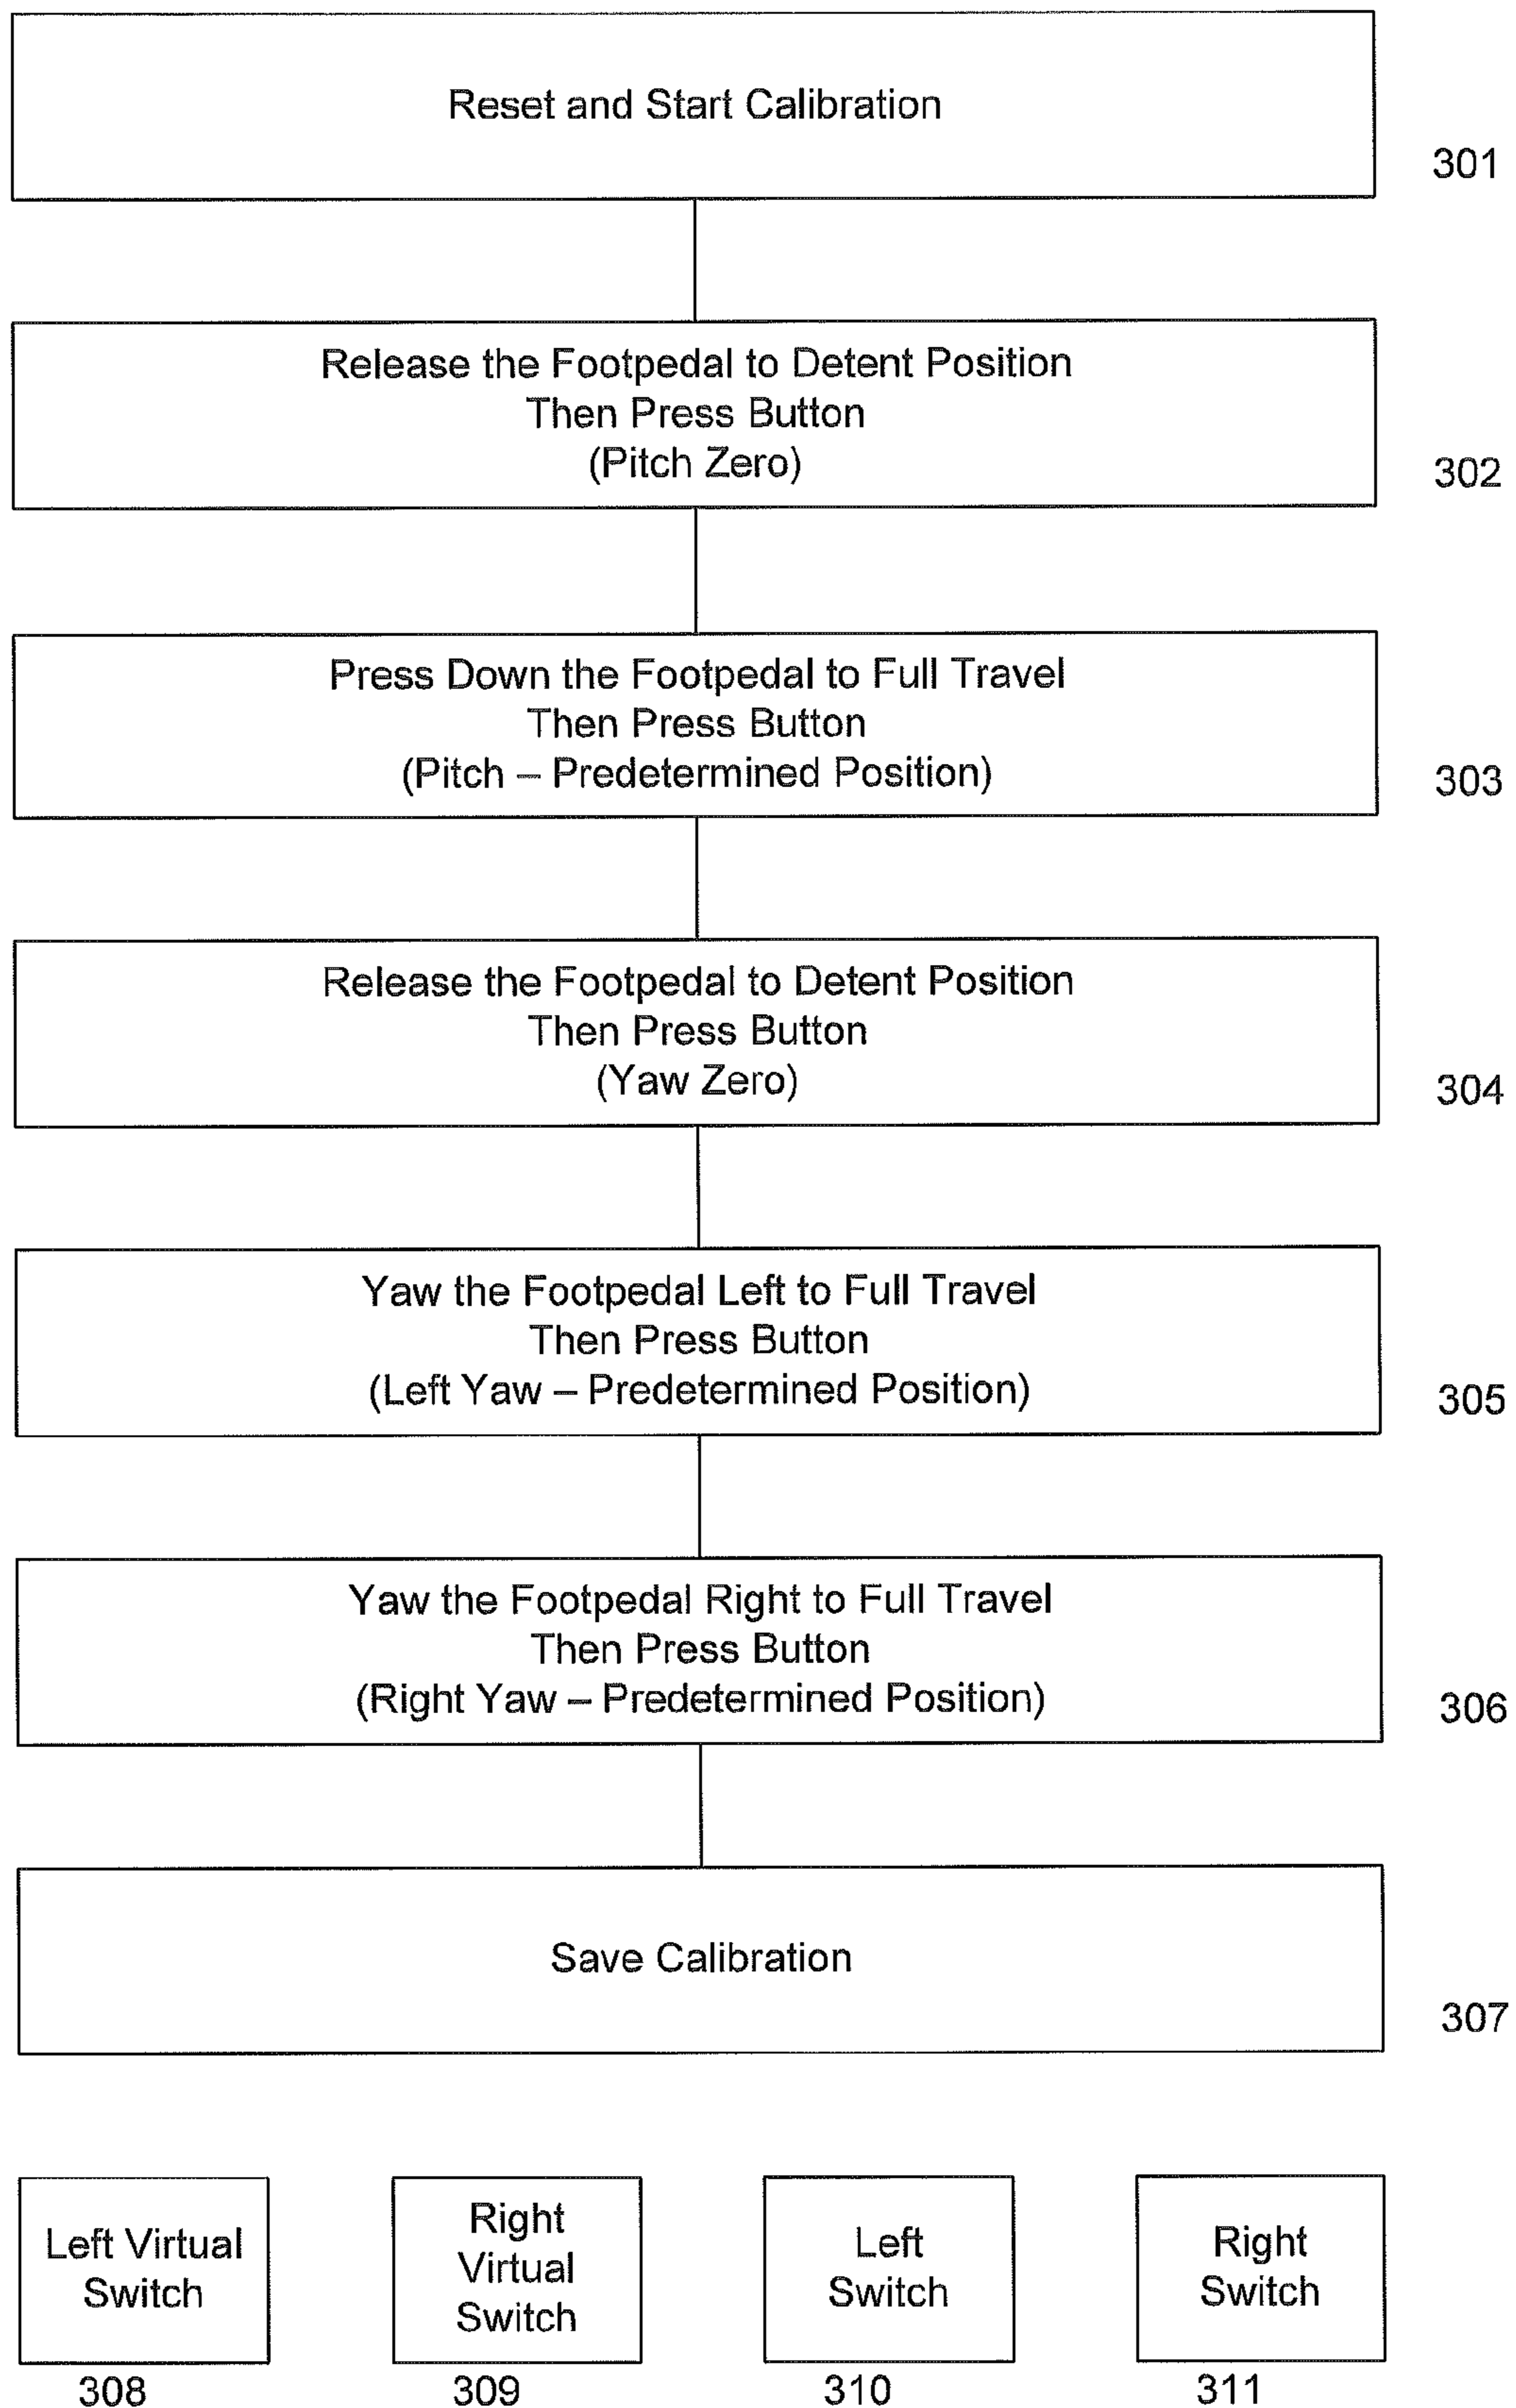 Reset and Start Calibration
301
Release the Footpedal to Detent Position
Then Press Button
(Pitch Zero)
302
Press Down the Footpedal to Full Travel
Then Press Button
(Pitch – Predetermined Position)
303
Release the Footpedal to Detent Position
Then Press Button
(Yaw Zero)
304
Yaw the Footpedal Left to Full Travel
Then Press Button
(Left Yaw – Predetermined Position)
305
Yaw the Footpedal Right to Full Travel
Then Press Button
(Right Yaw – Predetermined Position)
306
Save Calibration
307
Left Virtual
Switch
308
Right
Virtual
Switch
309
Left
Switch
310
Right
Switch
311